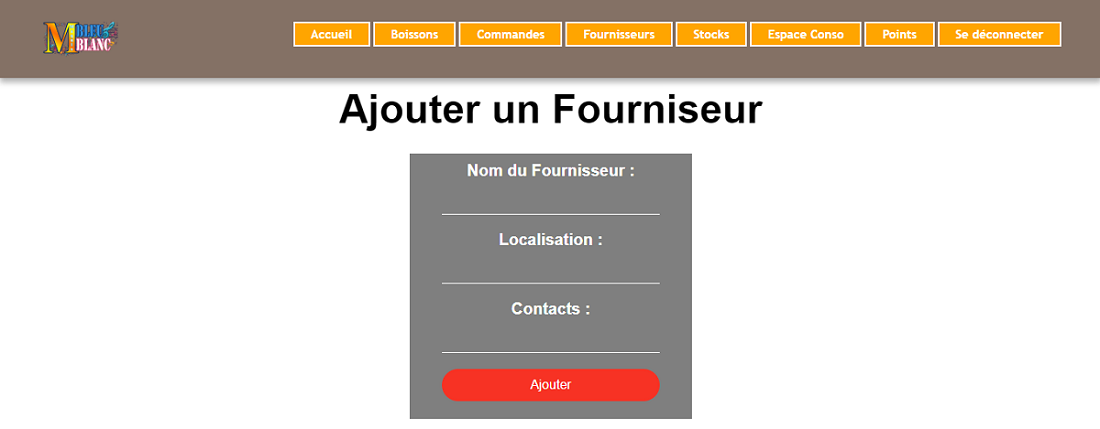 M BLEU BLANC
Accueil Boissons Commandes Fournisseurs Stocks Espace Conso Points Se déconnecter
Ajouter un Fourniseur
Nom du Fournisseur :
Localisation :
Contacts :
Ajouter